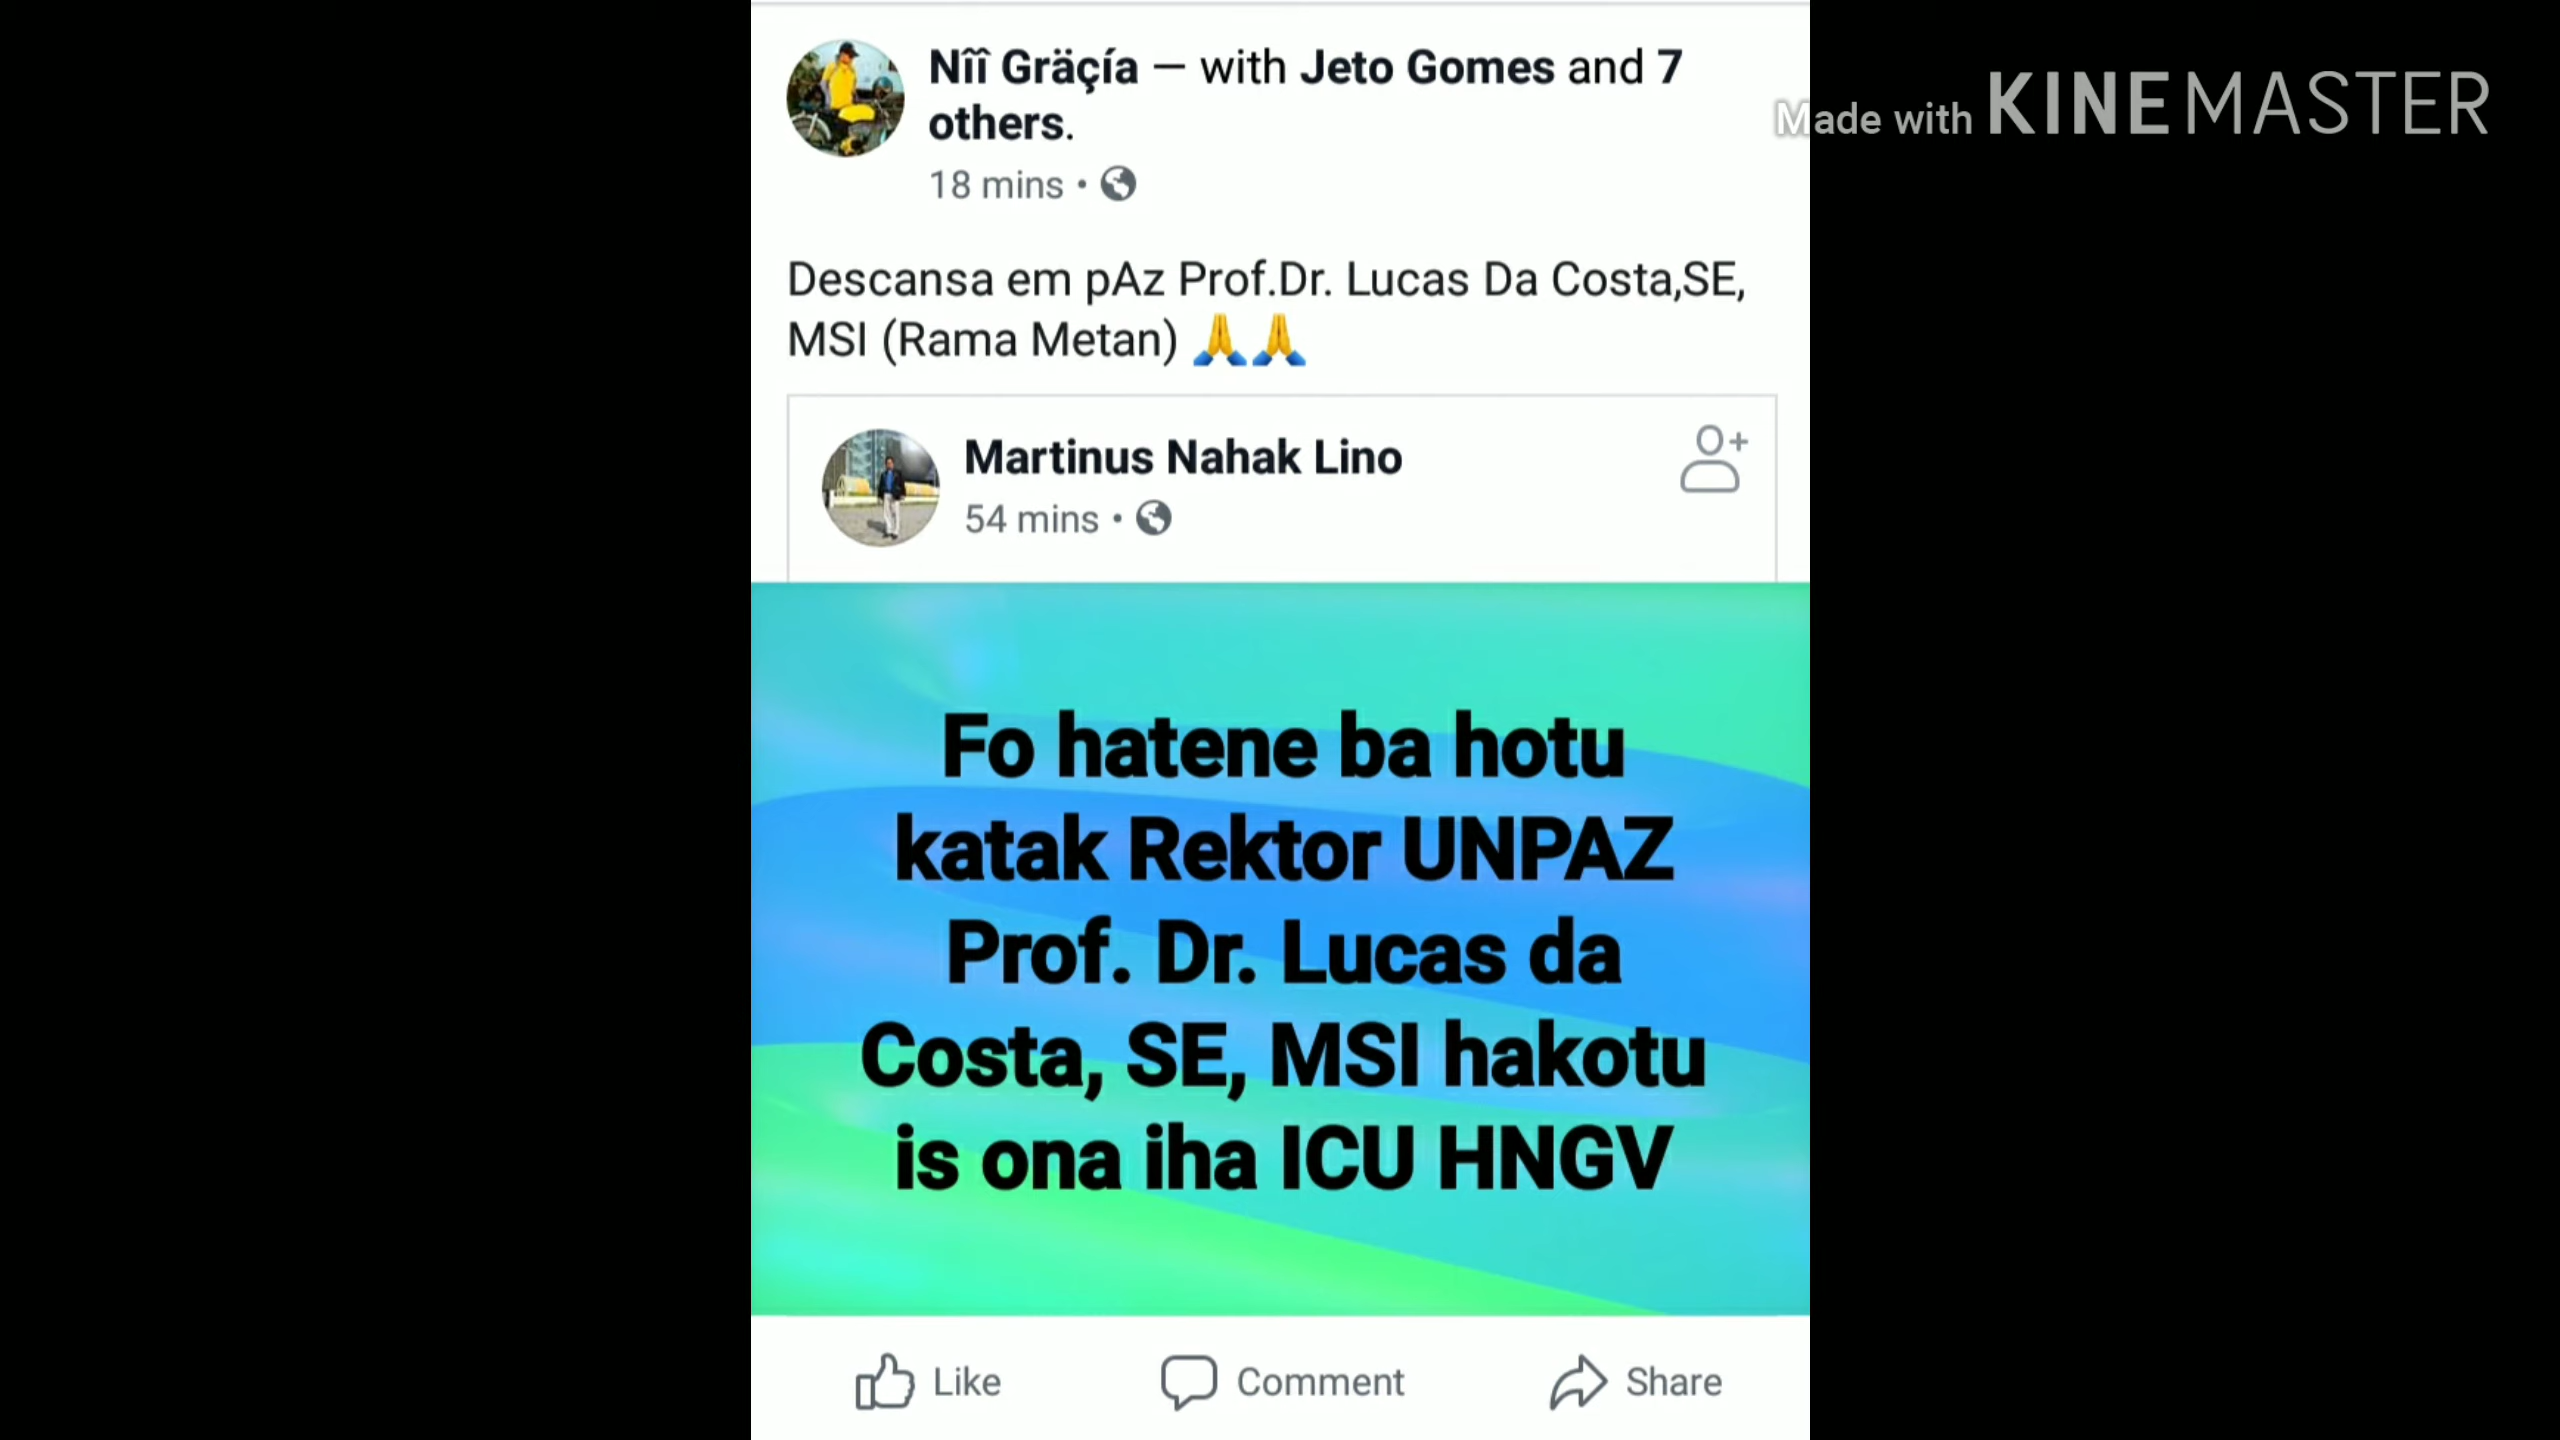 Nîî Gräçía — with Jeto Gomes and 7
others.
18 mins •
Made with KINEMASTER
Descansa em pAz Prof.Dr. Lucas Da Costa,SE,
MSI (Rama Metan) 🙏🙏
Martinus Nahak Lino
54 mins •
Fo hatene ba hotu
katak Rektor UNPAZ
Prof. Dr. Lucas da
Costa, SE, MSI hakotu
is ona iha ICU HNGV
Like
Comment
Share